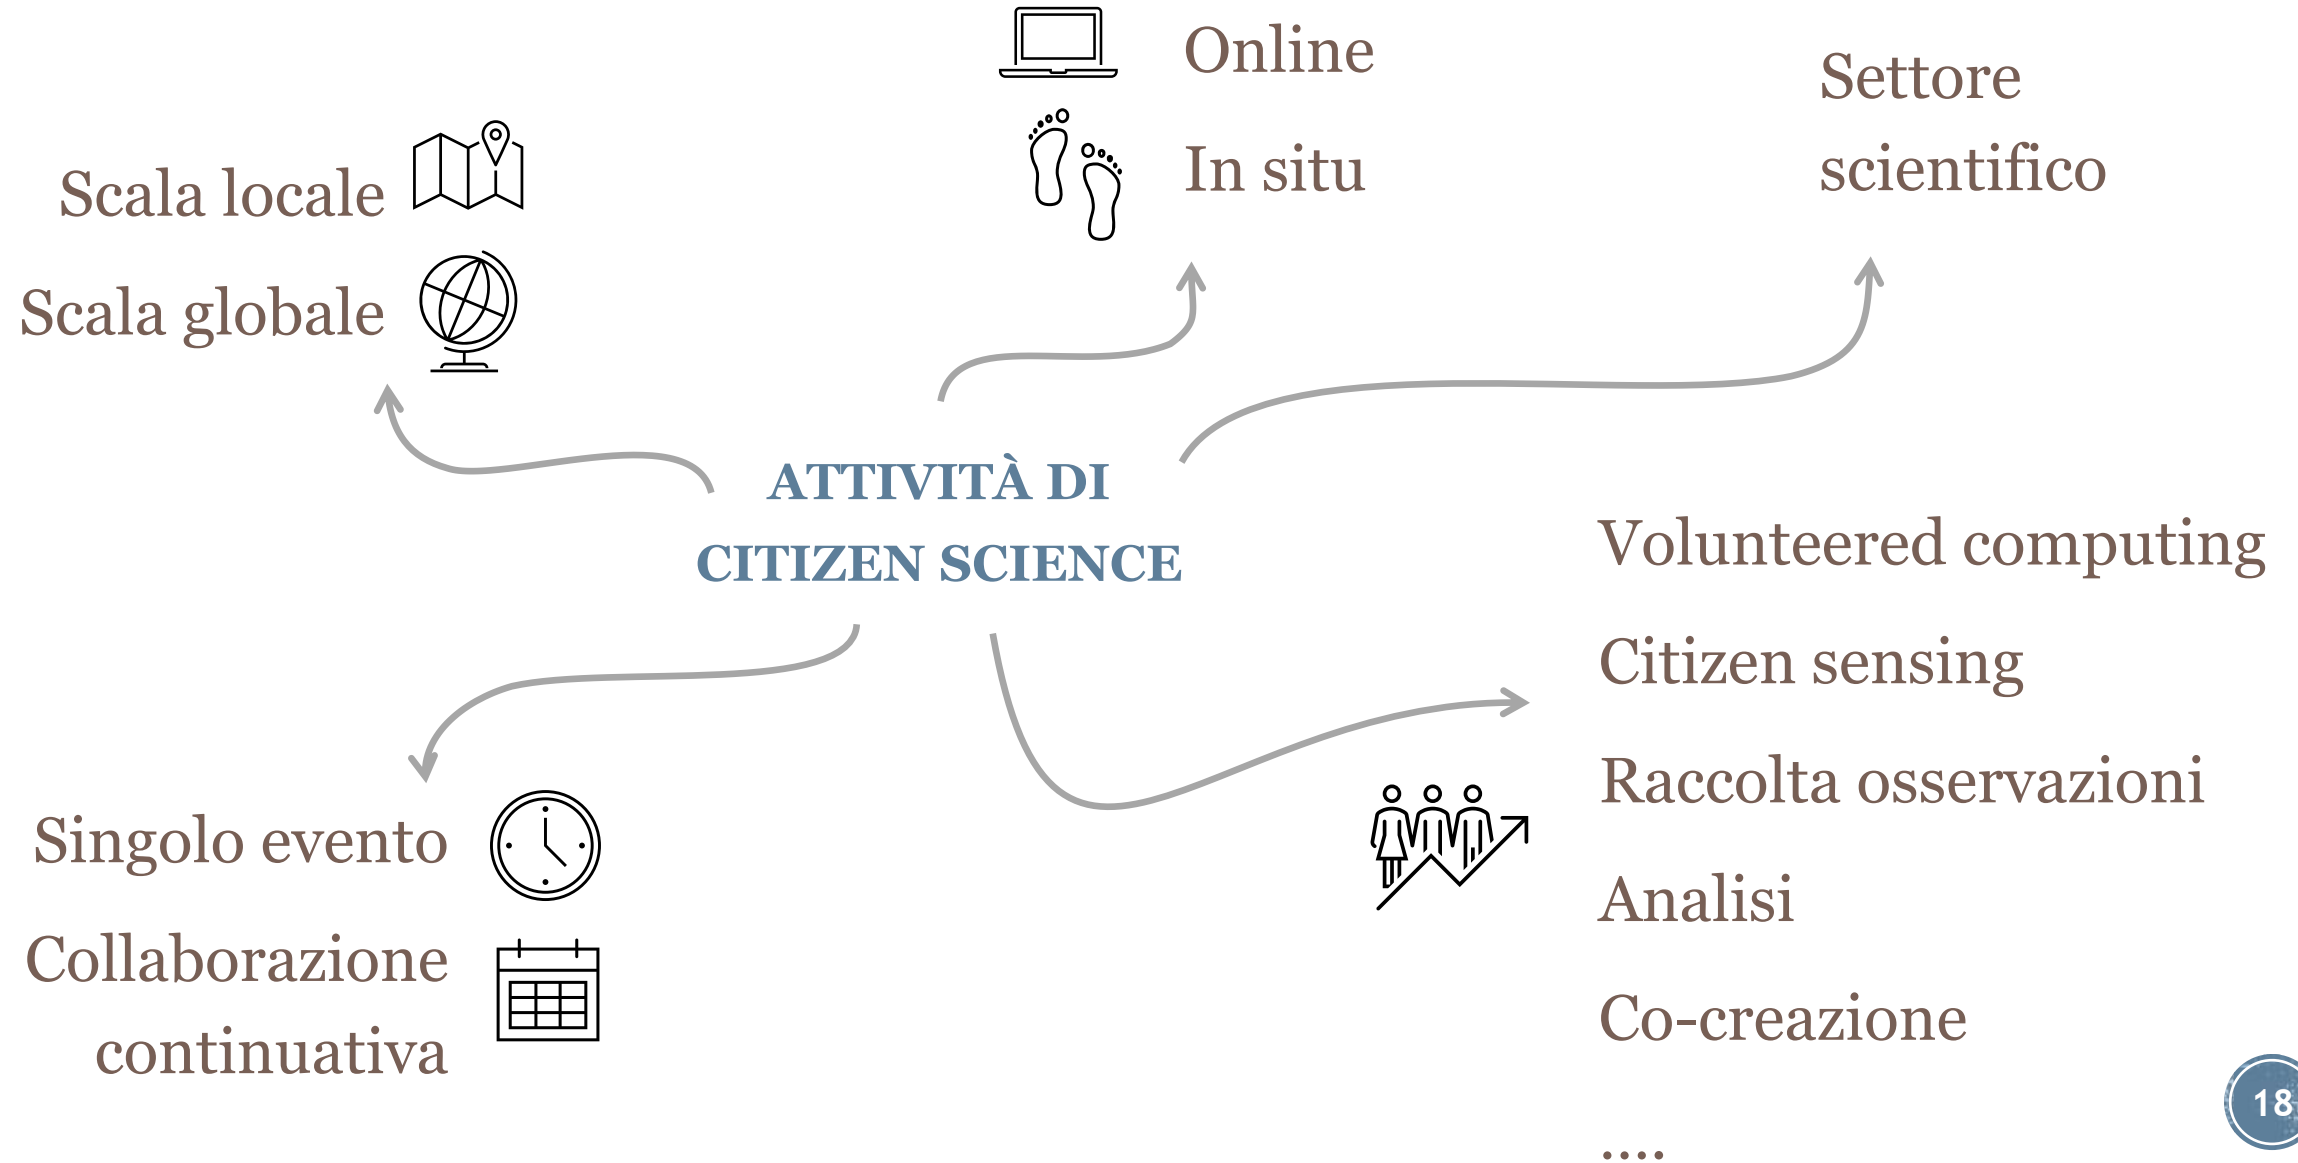 Online
In situ
Settore
scientifico
Scala locale
Scala globale
ATTIVITÀ DI
CITIZEN SCIENCE
Volunteered computing
Citizen sensing
Raccolta osservazioni
Analisi
Co-creazione
....
Singolo evento
Collaborazione
continuativa
18